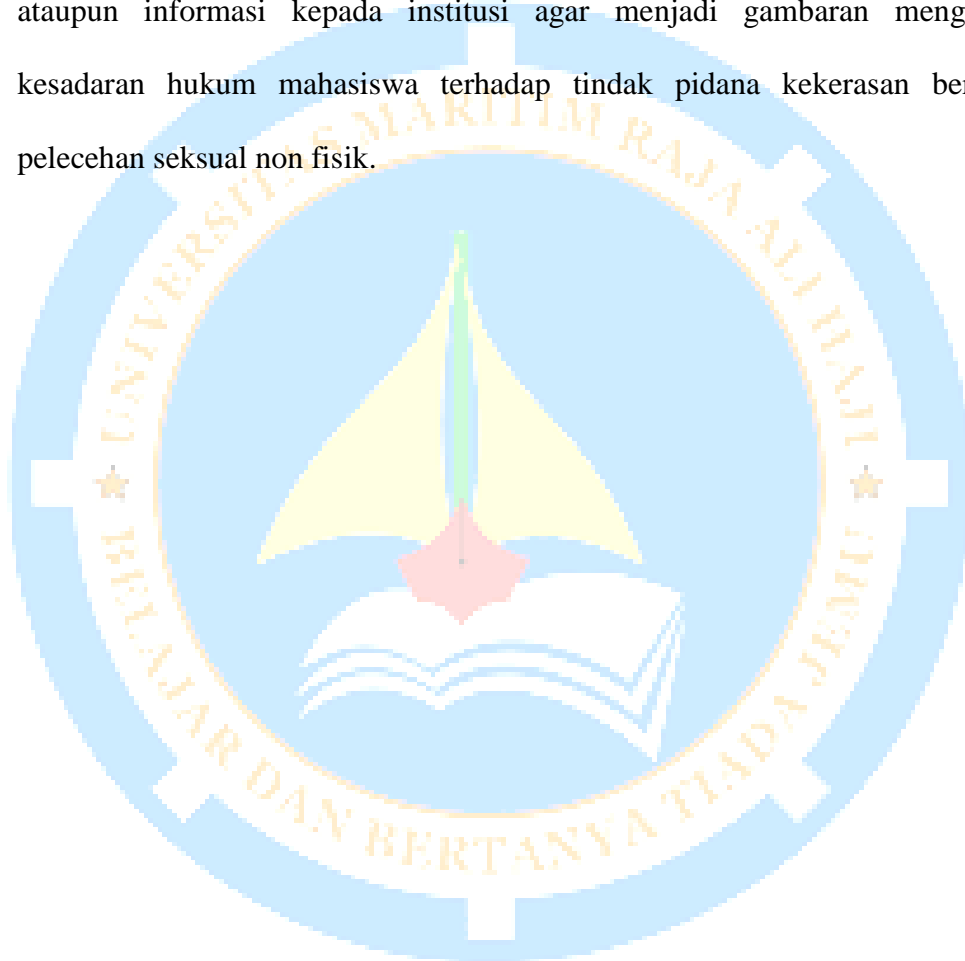 ataupun informasi kepada institusi agar menjadi gambaran meng
kesadaran hukum mahasiswa terhadap tindak pidana kekerasan ber
pelecehan seksual non fisik.
UNIVERSITAS MARITIM RAJA ALI HAJI
BELAJAR DAN BERTANYA TIADA JEMU